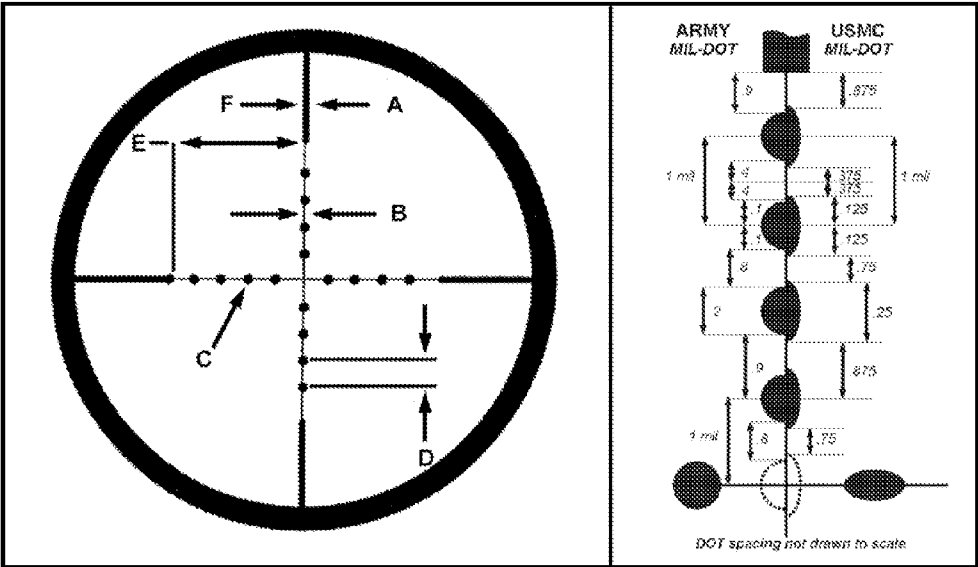 F A
E
B
C
D
ARMY USMC
MIL-DOT MIL-DOT
.9 .875
1 mil 1 mil
.4 .375
.4 .375
.1 .125
.1 .125
.8 .75
.2 .25
.9 .875
1 mil .8 .75
DOT spacing not drawn to scale